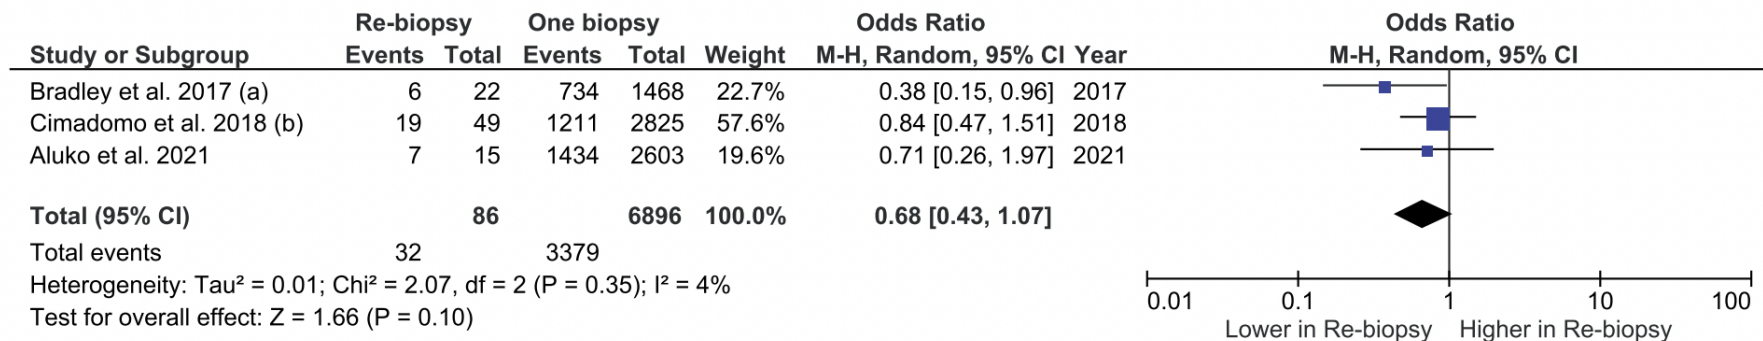 Re-biopsy One biopsy Odds Ratio Odds Ratio
Study or Subgroup Events Total Events Total Weight M-H, Random, 95% CI Year M-H, Random, 95% CI
Bradley et al. 2017 (a) 6 22 734 1468 22.7% 0.38 [0.15, 0.96] 2017
Cimadomo et al. 2018 (b) 19 49 1211 2825 57.6% 0.84 [0.47, 1.51] 2018
Aluko et al. 2021 7 15 1434 2603 19.6% 0.71 [0.26, 1.97] 2021
Total (95% CI) 86 6896 100.0% 0.68 [0.43, 1.07]
Total events 32 3379
Heterogeneity: Tau² = 0.01; Chi² = 2.07, df = 2 (P = 0.35); I² = 4%
Test for overall effect: Z = 1.66 (P = 0.10)
0.01 0.1 1 10 100
Lower in Re-biopsy Higher in Re-biopsy